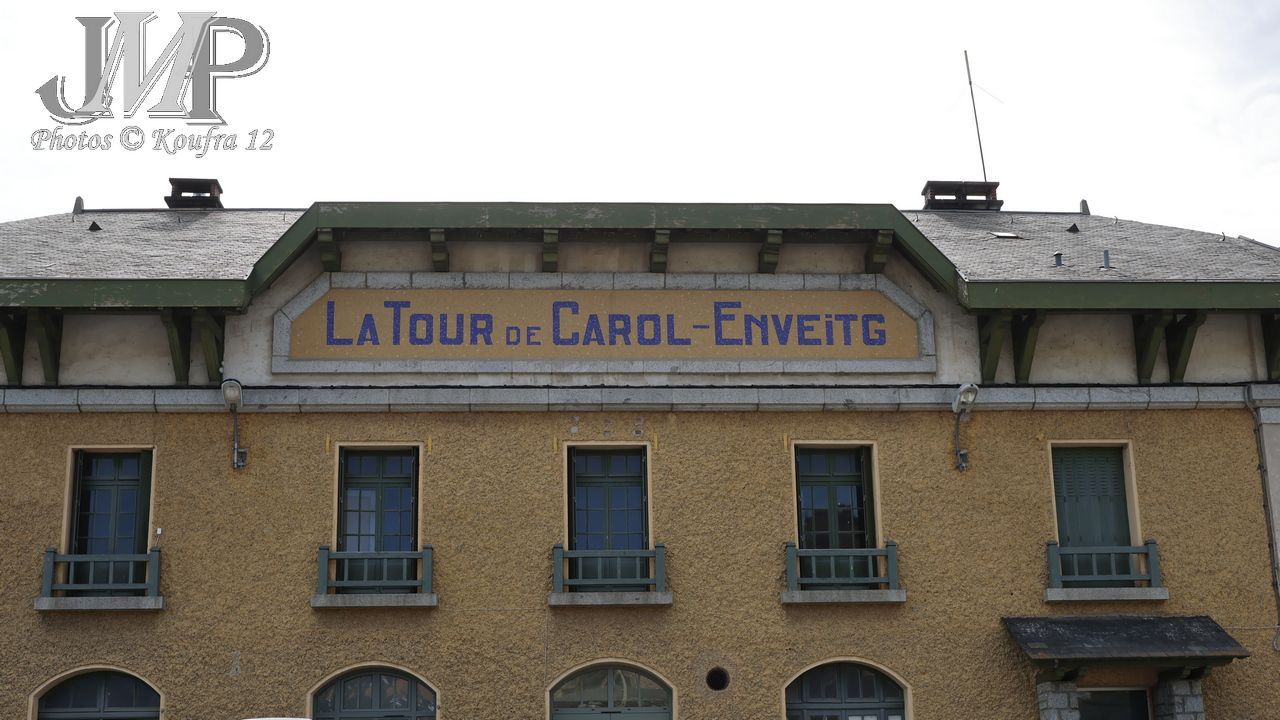 JMP
Photos © Koufra 12
LaTour de Carol-Enveitg